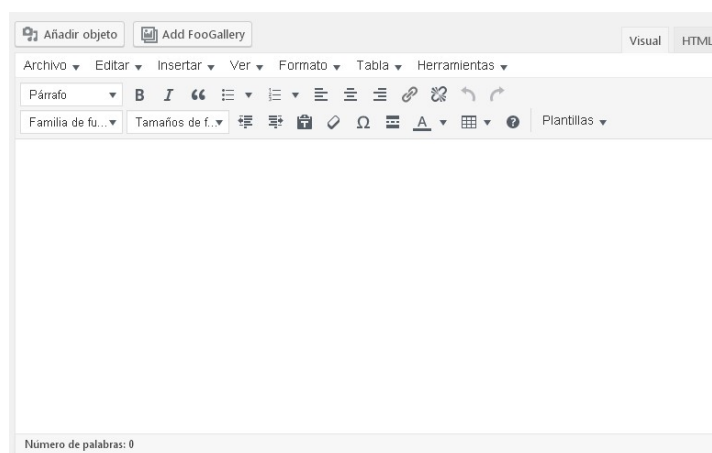 Añadir objeto Add FooGallery
Visual HTML
Archivo Editar Insertar Ver Formato Tabla Herramientas
Párrafo B I
Familia de fu... Tamaños de f... Ω A Plantillas
Número de palabras: 0